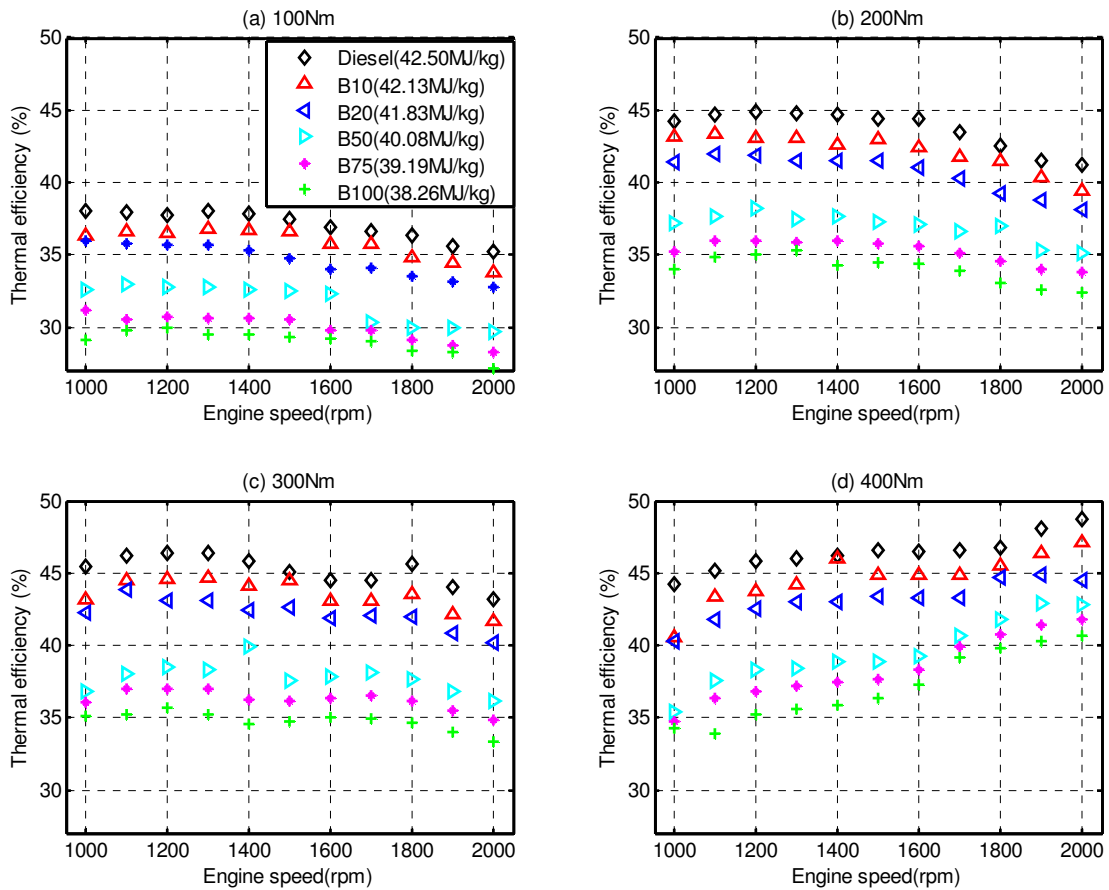 (a) 100Nm
50
45
40
35
30
Thermal efficiency (%)
1000 1200 1400 1600 1800 2000
Engine speed(rpm)
Diesel(42.50MJ/kg)
B10(42.13MJ/kg)
B20(41.83MJ/kg)
B50(40.08MJ/kg)
B75(39.19MJ/kg)
B100(38.26MJ/kg)
(b) 200Nm
50
45
40
35
30
Thermal efficiency (%)
1000 1200 1400 1600 1800 2000
Engine speed(rpm)
(c) 300Nm
50
45
40
35
30
Thermal efficiency (%)
1000 1200 1400 1600 1800 2000
Engine speed(rpm)
(d) 400Nm
50
45
40
35
30
Thermal efficiency (%)
1000 1200 1400 1600 1800 2000
Engine speed(rpm)